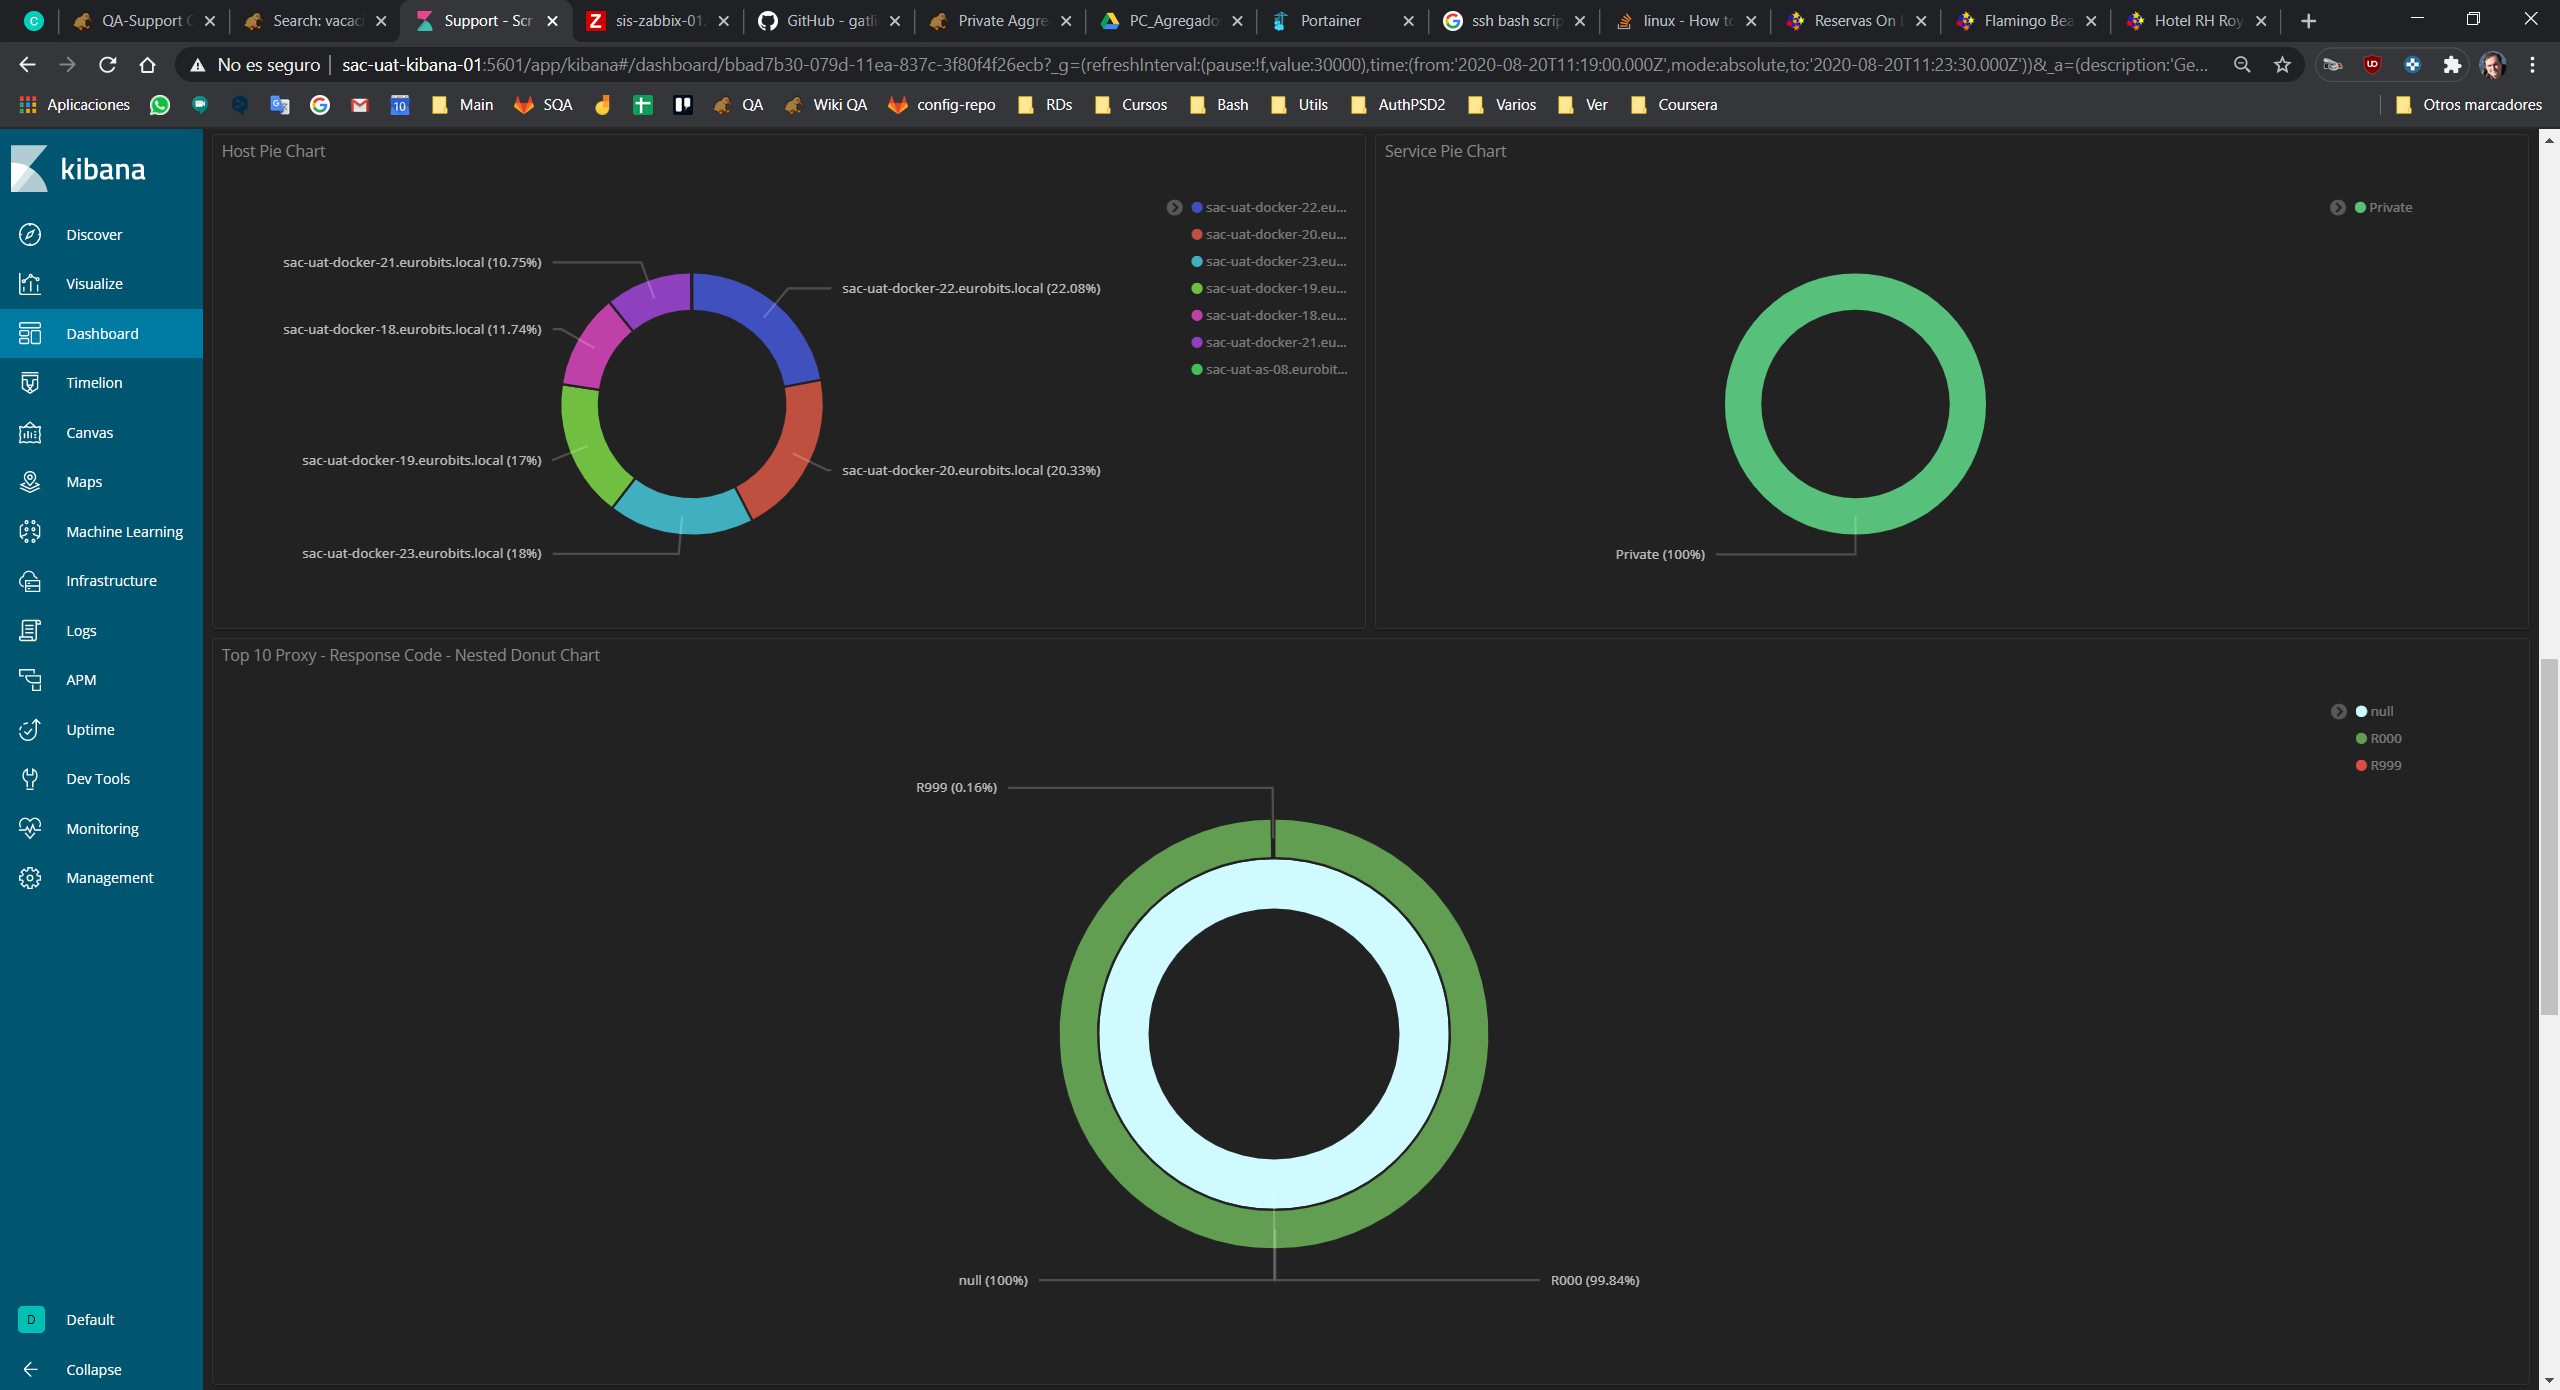 QA-Support G
Search: vacaci
Support - Scr
sis-zabbix-01.
GitHub - gatli
Private Aggre
PC_Agregado
Portainer
ssh bash scrip
linux - How to
Reservas On L
Flamingo Bea
Hotel RH Roy
No es seguro
sac-uat-kibana-01:5601/app/kibana#/dashboard/bbad7b30-079d-11ea-837c-3f80f4f26ecb?_g=(refreshInterval:(pause:!f,value:30000),time:(from:'2020-08-20T11:19:00.000Z',mode:absolute,to:'2020-08-20T11:23:30.000Z'))&_a=(description:'Ge...
Aplicaciones
Main
SQA
QA
Wiki QA
config-repo
RDs
Cursos
Bash
Utils
AuthPSD2
Varios
Ver
Coursera
Otros marcadores
kibana
Discover
Visualize
Dashboard
Timelion
Canvas
Maps
Machine Learning
Infrastructure
Logs
APM
Uptime
Dev Tools
Monitoring
Management
D Default
Collapse
Host Pie Chart
sac-uat-docker-22.eu...
sac-uat-docker-20.eu...
sac-uat-docker-23.eu...
sac-uat-docker-19.eu...
sac-uat-docker-18.eu...
sac-uat-docker-21.eu...
sac-uat-as-08.eurobit...
sac-uat-docker-21.eurobits.local (10.75%)
sac-uat-docker-22.eurobits.local (22.08%)
sac-uat-docker-18.eurobits.local (11.74%)
sac-uat-docker-19.eurobits.local (17%)
sac-uat-docker-20.eurobits.local (20.33%)
sac-uat-docker-23.eurobits.local (18%)
Service Pie Chart
Private
Private (100%)
Top 10 Proxy - Response Code - Nested Donut Chart
null
R000
R999
R999 (0.16%)
null (100%)
R000 (99.84%)